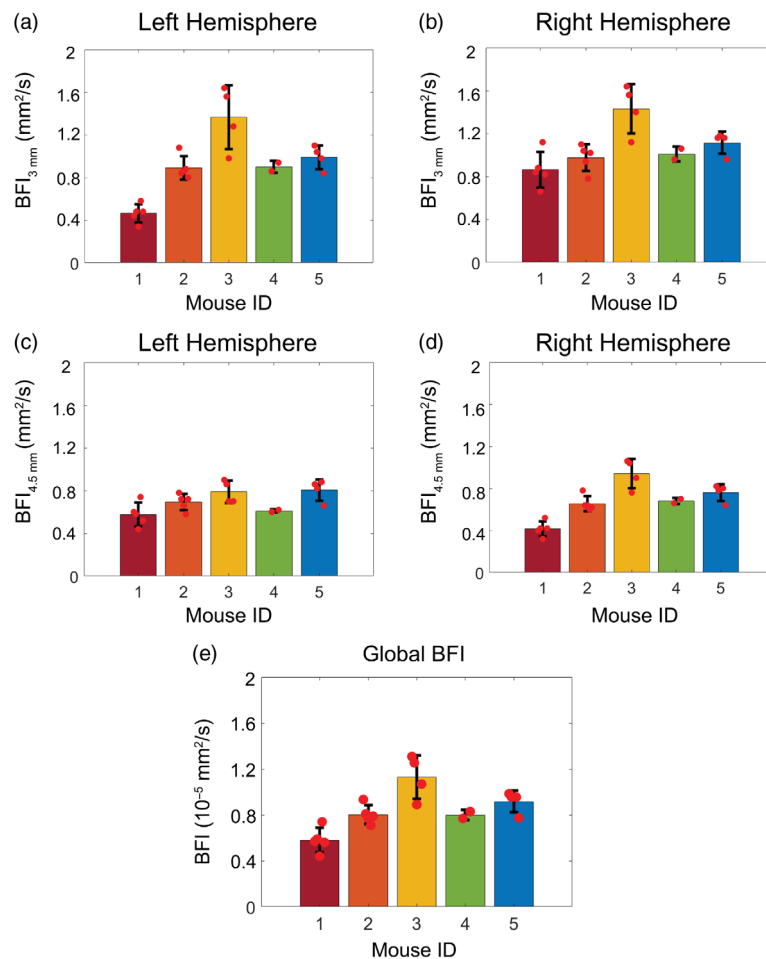 (a) Left Hemisphere
BFI3 mm (mm2/s)
2
1.6
1.2
0.8
0.4
0
1 2 3 4 5
Mouse ID
(b) Right Hemisphere
BFI3 mm (mm2/s)
2
1.6
1.2
0.8
0.4
0
1 2 3 4 5
Mouse ID
(c) Left Hemisphere
BFI4.5 mm (mm2/s)
2
1.6
1.2
0.8
0.4
0
1 2 3 4 5
Mouse ID
(d) Right Hemisphere
BFI4.5 mm (mm2/s)
2
1.6
1.2
0.8
0.4
0
1 2 3 4 5
Mouse ID
(e) Global BFI
BFI (10−5 mm2/s)
2
1.6
1.2
0.8
0.4
0
1 2 3 4 5
Mouse ID